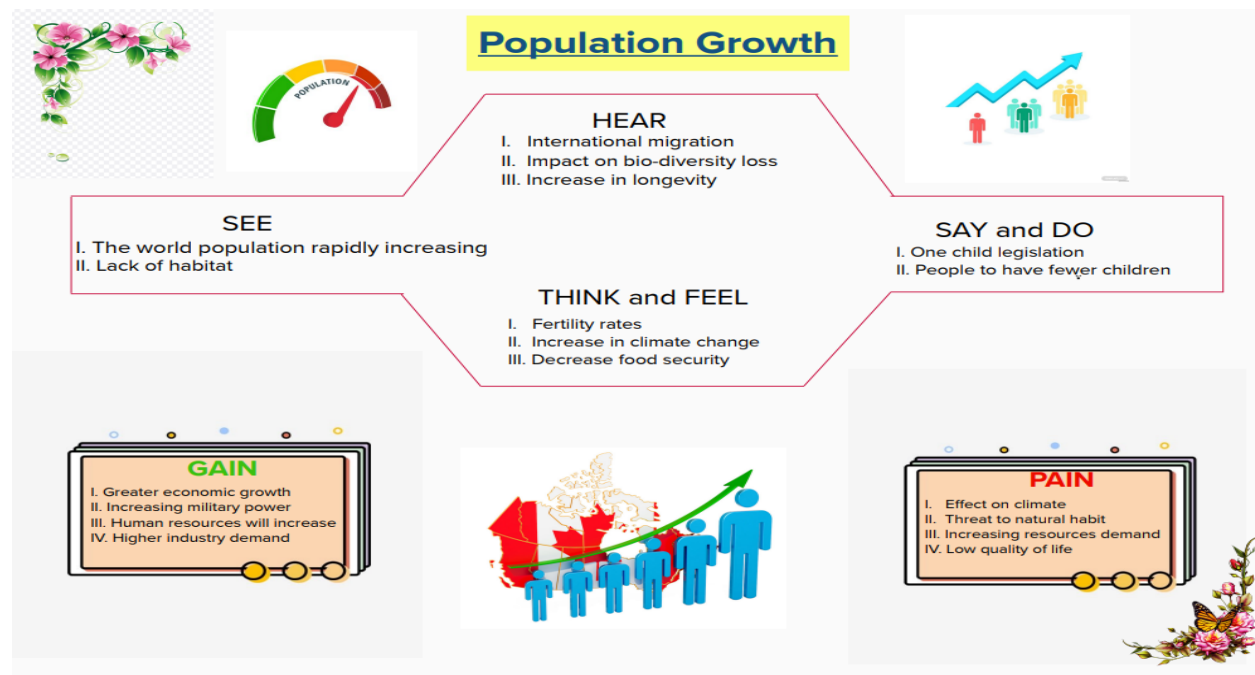 Population Growth
POPULATION
HEAR
I. International migration
II. Impact on bio-diversity loss
III. Increase in longevity
SEE
I. The world population rapidly increasing
II. Lack of habitat
SAY and DO
I. One child legislation
II. People to have fewer children
THINK and FEEL
I. Fertility rates
II. Increase in climate change
III. Decrease food security
GAIN
I. Greater economic growth
II. Increasing military power
III. Human resources will increase
IV. Higher industry demand
PAIN
I. Effect on climate
II. Threat to natural habit
III. Increasing resources demand
IV. Low quality of life